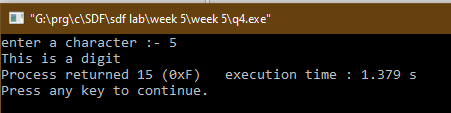 "G:\prg\c\SDF\sdf lab\week 5\week 5\q4.exe"
enter a character :- 5
This is a digit
Process returned 15 (0xF)   execution time : 1.379 s
Press any key to continue.